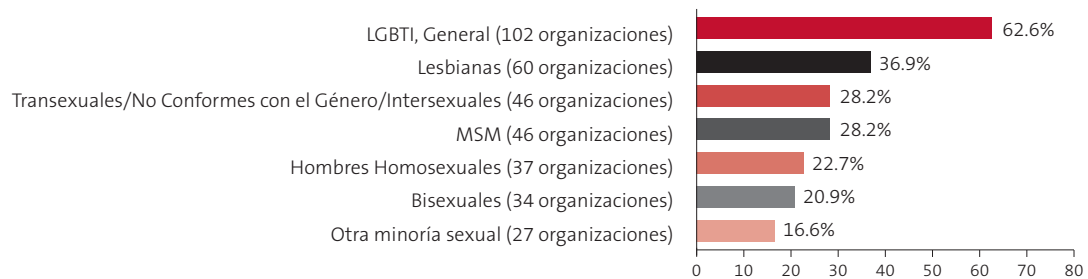 LGBTI, General (102 organizaciones) 62.6%
Lesbianas (60 organizaciones) 36.9%
Transexuales/No Conformes con el Género/Intersexuales (46 organizaciones) 28.2%
MSM (46 organizaciones) 28.2%
Hombres Homosexuales (37 organizaciones) 22.7%
Bisexuales (34 organizaciones) 20.9%
Otra minoría sexual (27 organizaciones) 16.6%
0 10 20 30 40 50 60 70 80